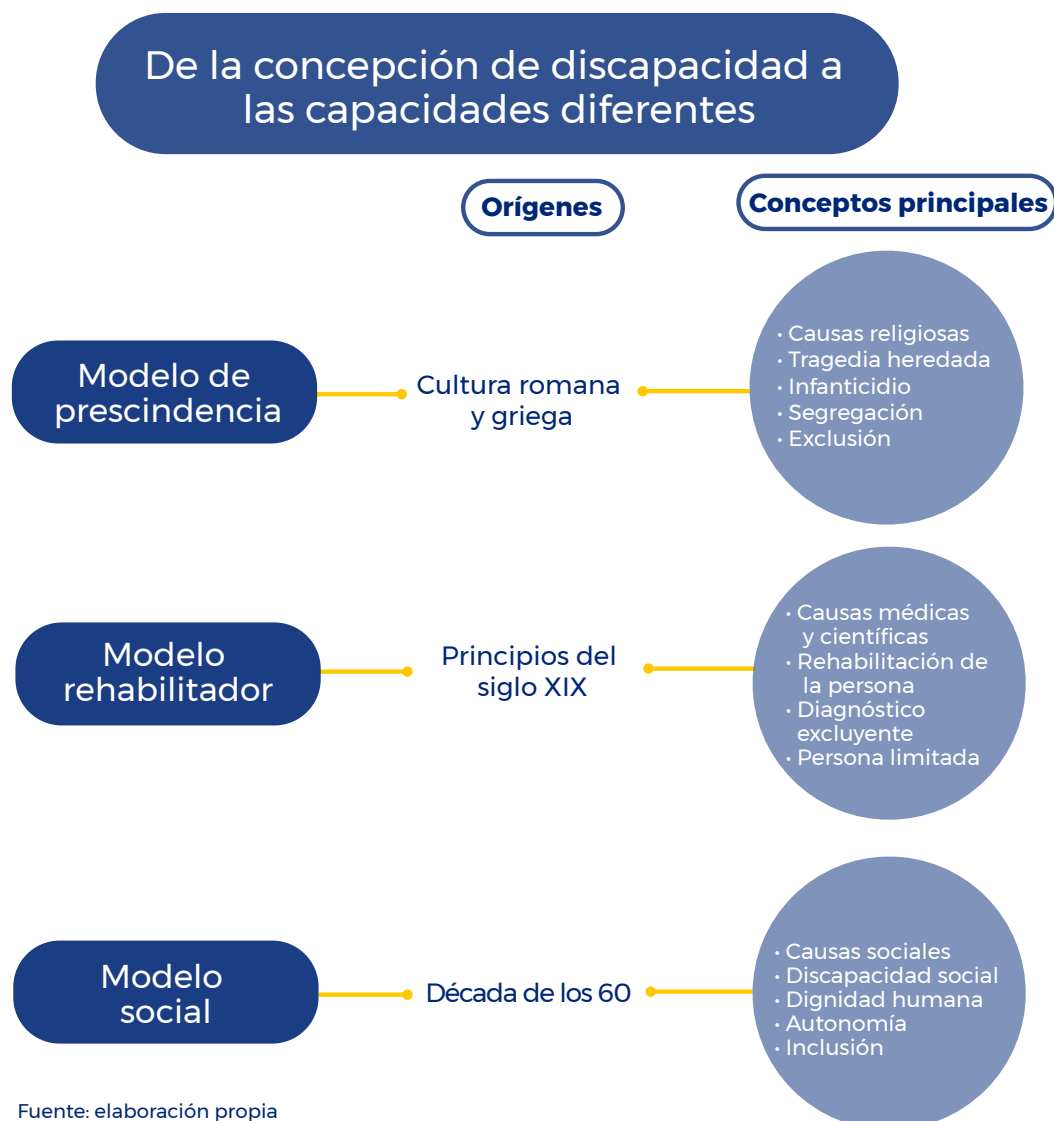 De la concepción de discapacidad a
las capacidades diferentes
Orígenes
Conceptos principales
Modelo de
prescindencia
Cultura romana
y griega
• Causas religiosas
• Tragedia heredada
• Infanticidio
• Segregación
• Exclusión
Modelo
rehabilitador
Principios del
siglo XIX
• Causas médicas
y científicas
• Rehabilitación de
la persona
• Diagnóstico
excluyente
• Persona limitada
Modelo
social
Década de los 60
• Causas sociales
• Discapacidad social
• Dignidad humana
• Autonomía
• Inclusión
Fuente: elaboración propia